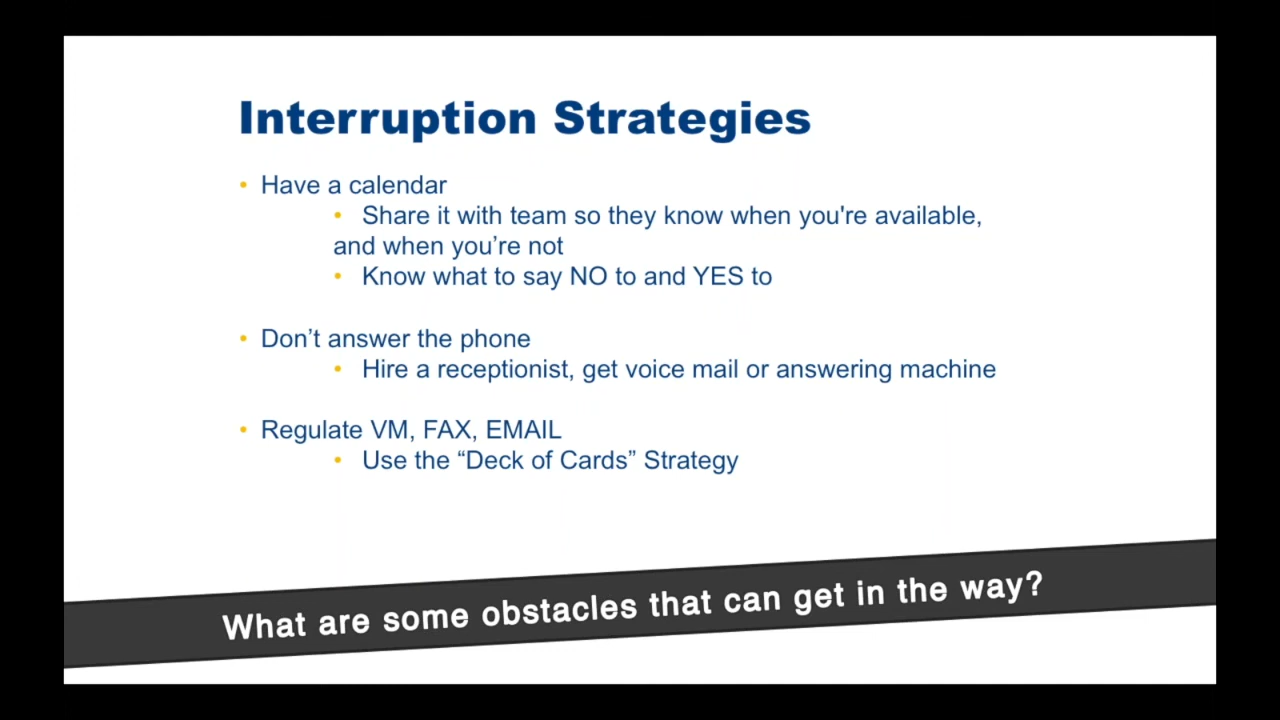 Interruption Strategies
• Have a calendar
• Share it with team so they know when you're available,
and when you’re not
• Know what to say NO to and YES to
• Don’t answer the phone
• Hire a receptionist, get voice mail or answering machine
• Regulate VM, FAX, EMAIL
• Use the “Deck of Cards” Strategy
What are some obstacles that can get in the way?